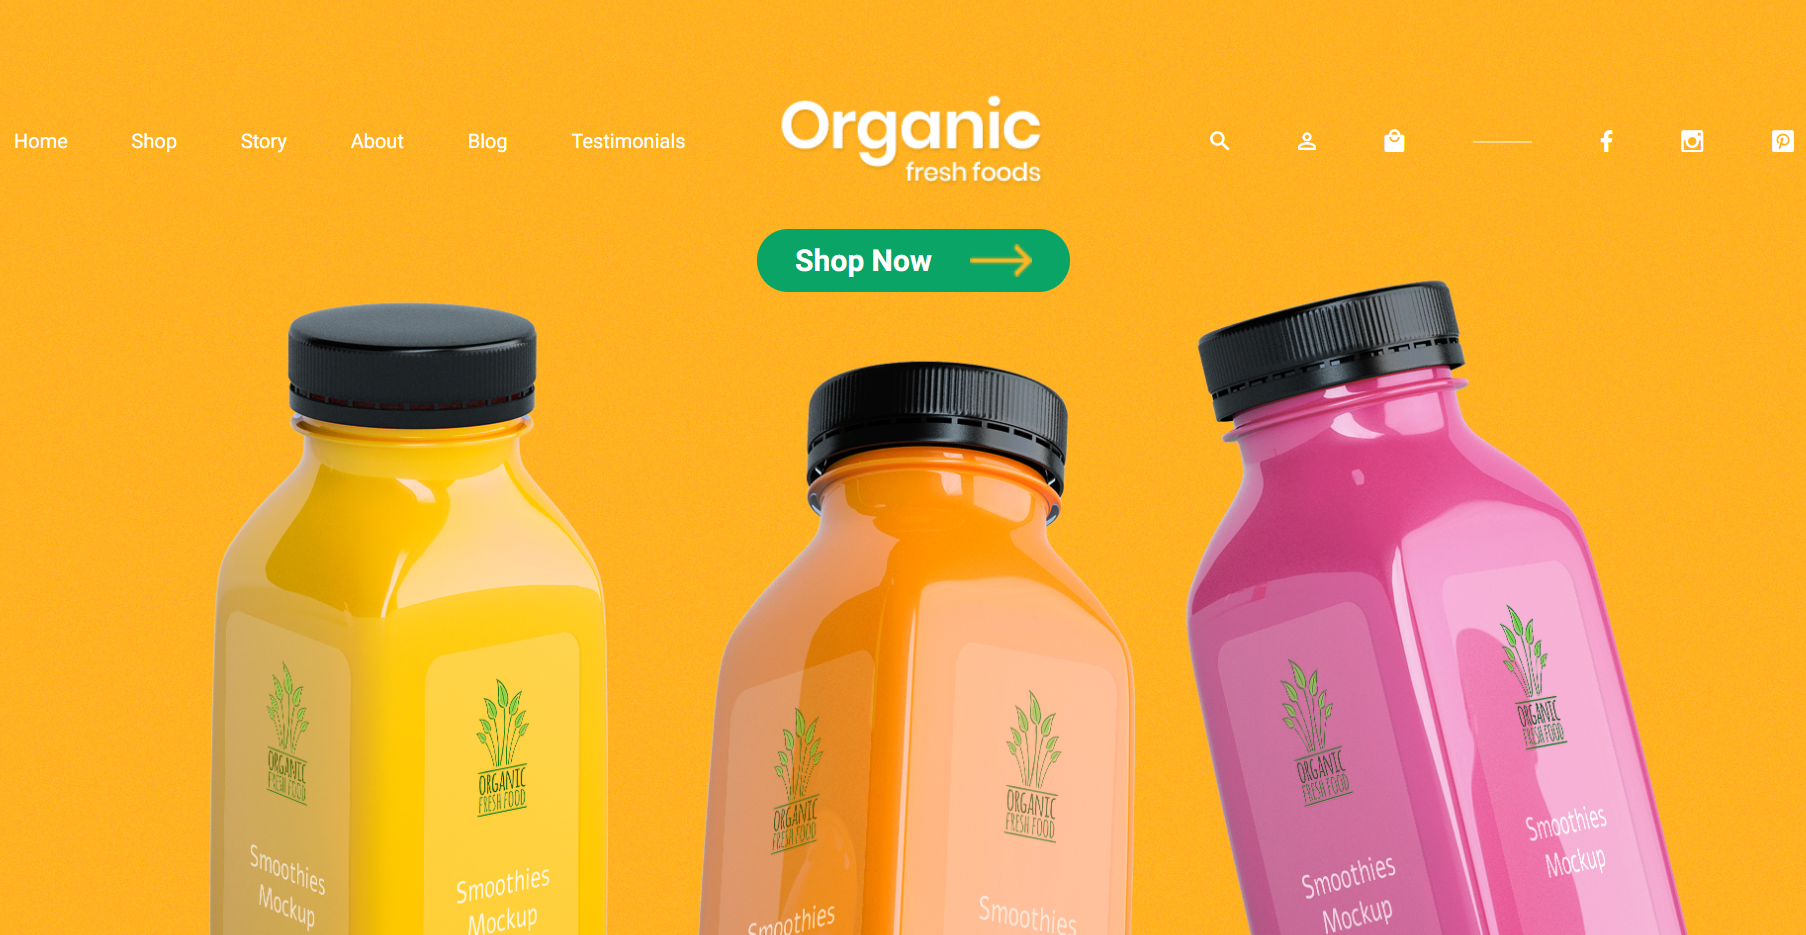 Home
Shop
Story
About
Blog
Testimonials
Organic
fresh foods
Shop Now
ORGANIC
FRESH FOOD
Smoothies
Mockup
ORGANIC
FRESH FOOD
Smoothies
Mockup
ORGANIC
FRESH FOOD
Smoothies
ORGANIC
FRESH FOOD
Smoothies
ORGANIC
FRESH FOOD
Smoothies
Mockup
ORGANIC
FRESH FOOD
Smoothies
Mockup